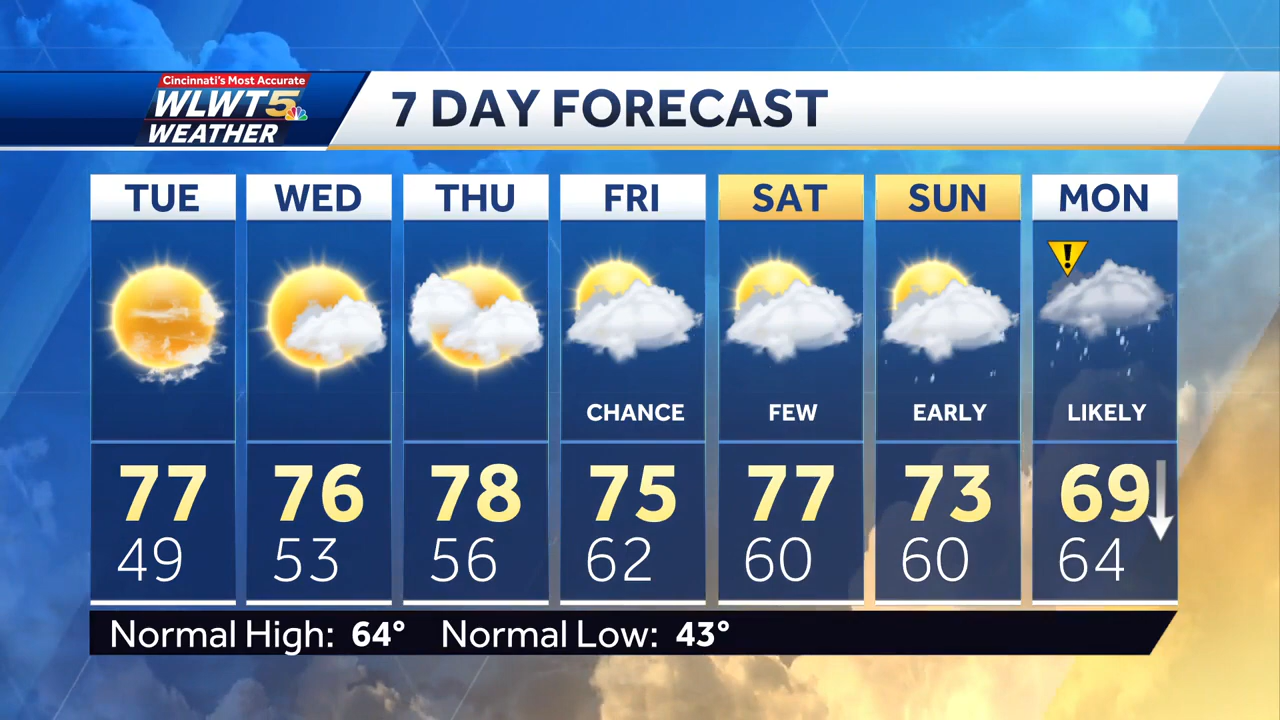 Cincinnati's Most Accurate
WLWT5
WEATHER
7 DAY FORECAST
TUE WED THU FRI SAT SUN MON
!
CHANCE FEW EARLY LIKELY
77 76 78 75 77 73 69
49 53 56 62 60 60 64
Normal High: 64° Normal Low: 43°